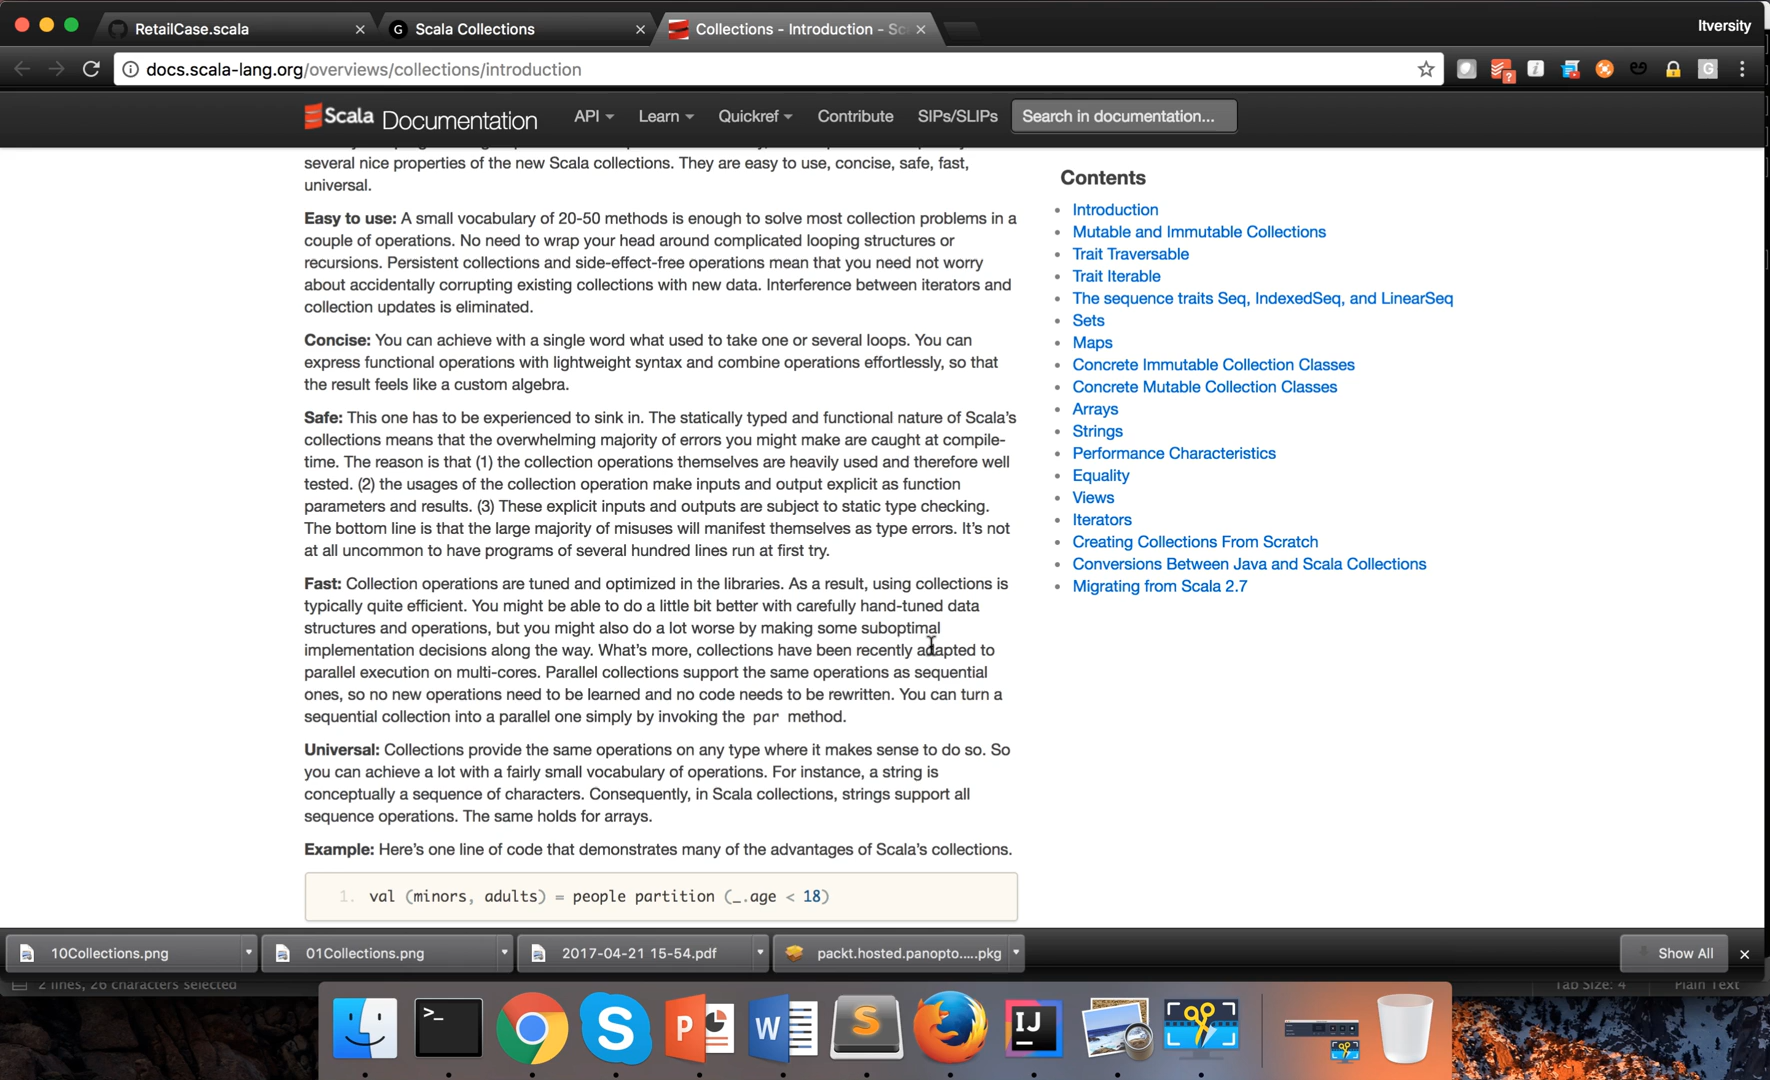 RetailCase.scala
Scala Collections
Collections - Introduction - Sc
Itversity
docs.scala-lang.org/overviews/collections/introduction
Scala Documentation
API
Learn
Quickref
Contribute
SIPs/SLIPs
Search in documentation...
several nice properties of the new Scala collections. They are easy to use, concise, safe, fast,
universal.
Easy to use: A small vocabulary of 20-50 methods is enough to solve most collection problems in a
couple of operations. No need to wrap your head around complicated looping structures or
recursions. Persistent collections and side-effect-free operations mean that you need not worry
about accidentally corrupting existing collections with new data. Interference between iterators and
collection updates is eliminated.
Concise: You can achieve with a single word what used to take one or several loops. You can
express functional operations with lightweight syntax and combine operations effortlessly, so that
the result feels like a custom algebra.
Safe: This one has to be experienced to sink in. The statically typed and functional nature of Scala's
collections means that the overwhelming majority of errors you might make are caught at compile-
time. The reason is that (1) the collection operations themselves are heavily used and therefore well
tested. (2) the usages of the collection operation make inputs and output explicit as function
parameters and results. (3) These explicit inputs and outputs are subject to static type checking.
The bottom line is that the large majority of misuses will manifest themselves as type errors. It's not
at all uncommon to have programs of several hundred lines run at first try.
Fast: Collection operations are tuned and optimized in the libraries. As a result, using collections is
typically quite efficient. You might be able to do a little bit better with carefully hand-tuned data
structures and operations, but you might also do a lot worse by making some suboptimal
implementation decisions along the way. What's more, collections have been recently adapted to
parallel execution on multi-cores. Parallel collections support the same operations as sequential
ones, so no new operations need to be learned and no code needs to be rewritten. You can turn a
sequential collection into a parallel one simply by invoking the par method.
Universal: Collections provide the same operations on any type where it makes sense to do so. So
you can achieve a lot with a fairly small vocabulary of operations. For instance, a string is
conceptually a sequence of characters. Consequently, in Scala collections, strings support all
sequence operations. The same holds for arrays.
Example: Here's one line of code that demonstrates many of the advantages of Scala's collections.
1. val (minors, adults) = people partition (_.age < 18)
Contents
Introduction
Mutable and Immutable Collections
Trait Traversable
Trait Iterable
The sequence traits Seq, IndexedSeq, and LinearSeq
Sets
Maps
Concrete Immutable Collection Classes
Concrete Mutable Collection Classes
Arrays
Strings
Performance Characteristics
Equality
Views
Iterators
Creating Collections From Scratch
Conversions Between Java and Scala Collections
Migrating from Scala 2.7
10Collections.png
01Collections.png
2017-04-21 15-54.pdf
packt.hosted.panopto.....pkg
Show All
2 lines, 26 characters selected
Tab Size: 4
Plain Text